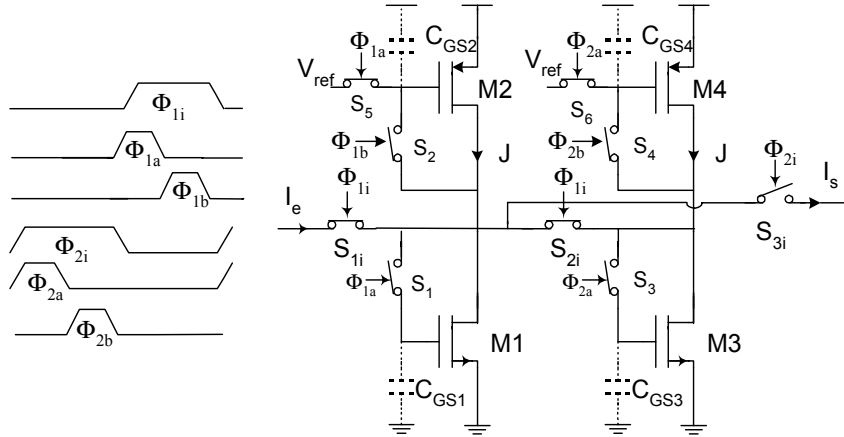 Φ1i
Φ1a
Φ1b
Φ2i
Φ2a
Φ2b
Φ1a
CGS2
Vref
S5
M2
Φ1b
S2
J
Φ2a
CGS4
Vref
S6
M4
Φ2b
S4
J
Φ2i
Is
S3i
Ie
Φ1i
S1i
Φ1i
S2i
Φ1a
S1
M1
CGS1
Φ2a
S3
M3
CGS3